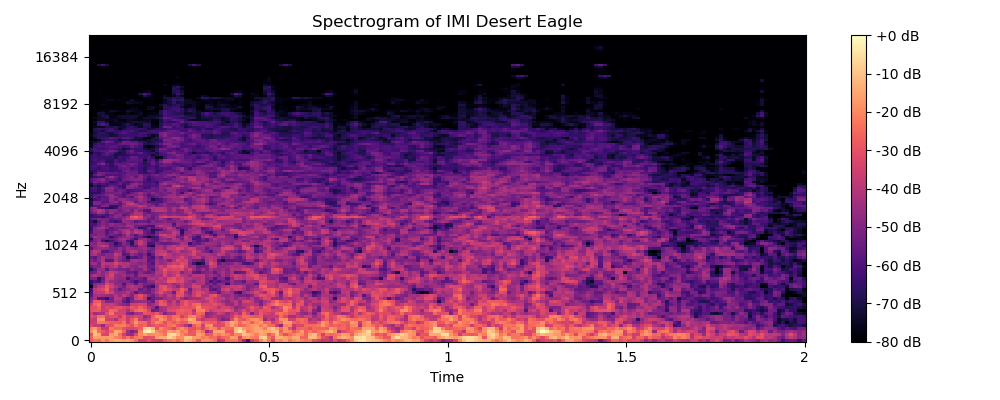 Spectrogram of IMI Desert Eagle
16384
8192
4096
2048
1024
512
0
Hz
0
0.5
1
1.5
2
Time
+0 dB
-10 dB
-20 dB
-30 dB
-40 dB
-50 dB
-60 dB
-70 dB
-80 dB